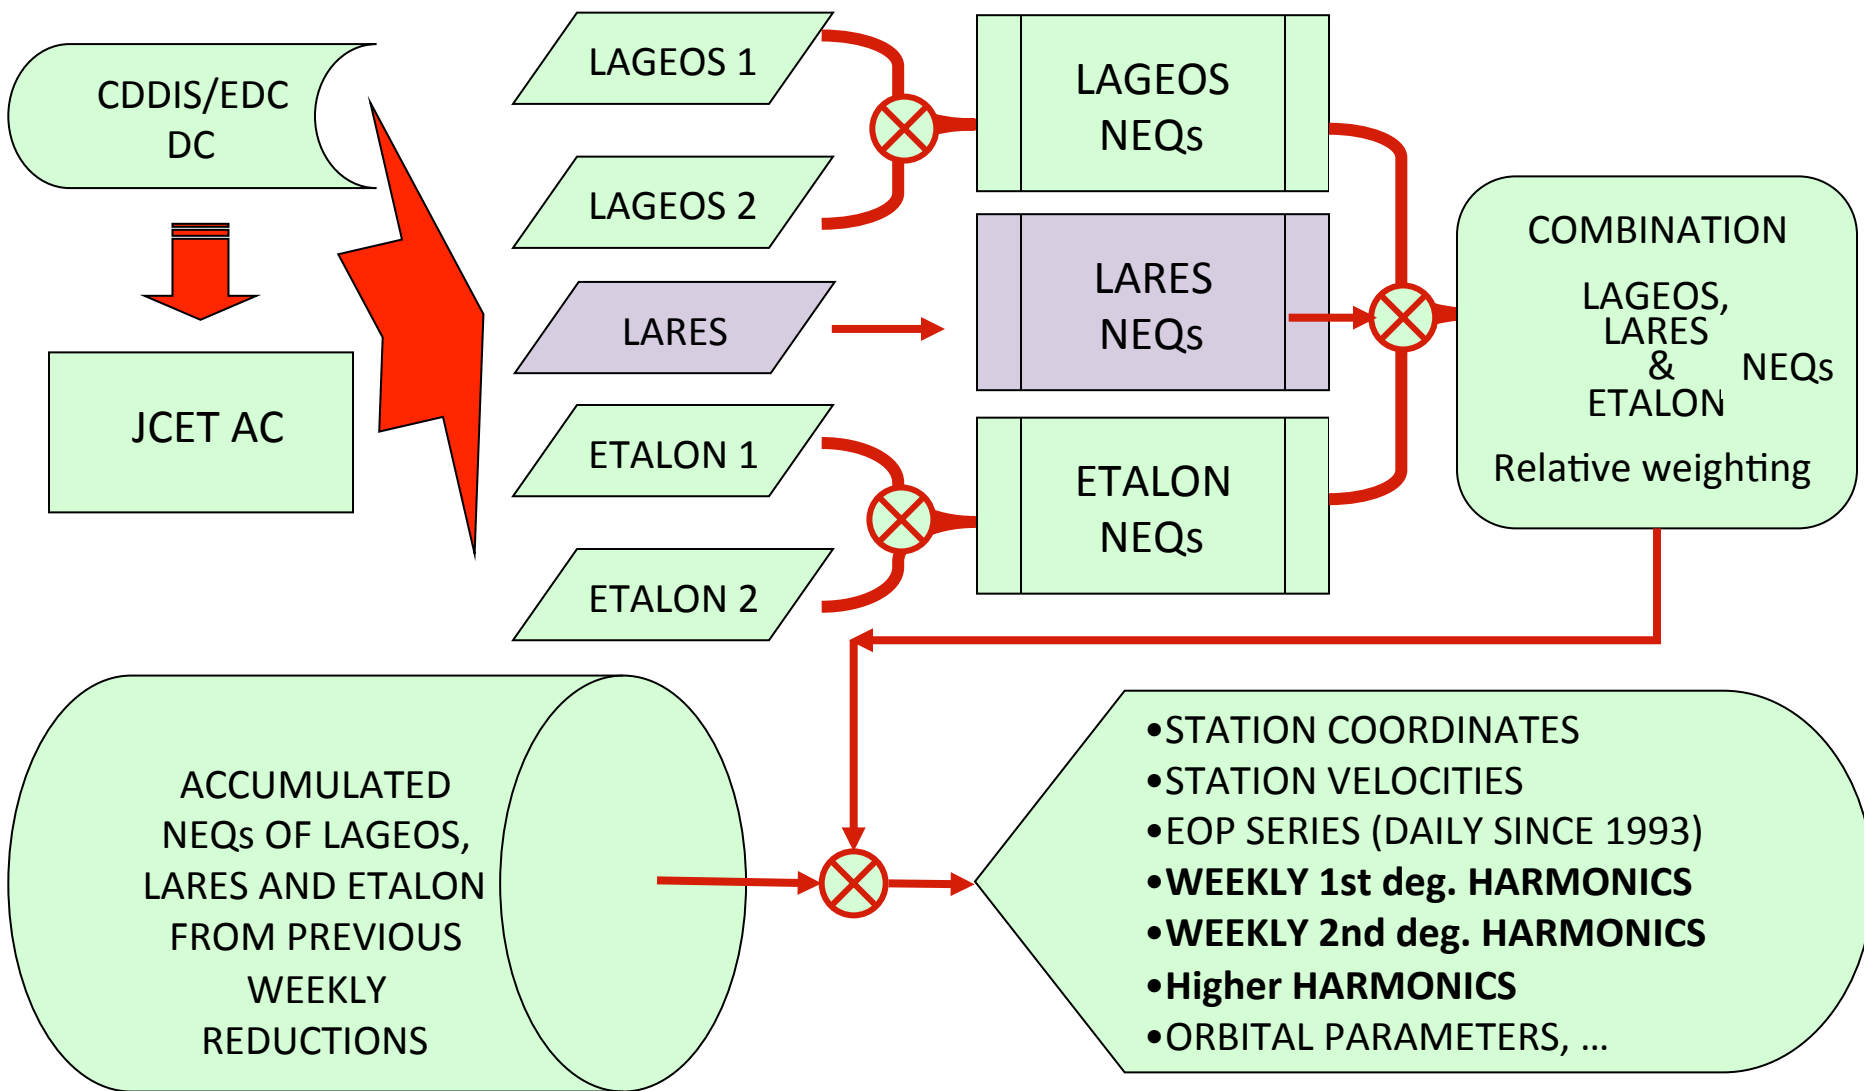 CDDIS/EDC
DC
JCET AC
LAGEOS 1
LAGEOS 2
LARES
ETALON 1
ETALON 2
LAGEOS
NEQs
LARES
NEQs
ETALON
NEQs
COMBINATION
LAGEOS,
LARES
&
ETALON
NEQs
Relative weighting
ACCUMULATED
NEQs OF LAGEOS,
LARES AND ETALON
FROM PREVIOUS
WEEKLY
REDUCTIONS
•STATION COORDINATES
•STATION VELOCITIES
•EOP SERIES (DAILY SINCE 1993)
•WEEKLY 1st deg. HARMONICS
•WEEKLY 2nd deg. HARMONICS
•Higher HARMONICS
•ORBITAL PARAMETERS, …